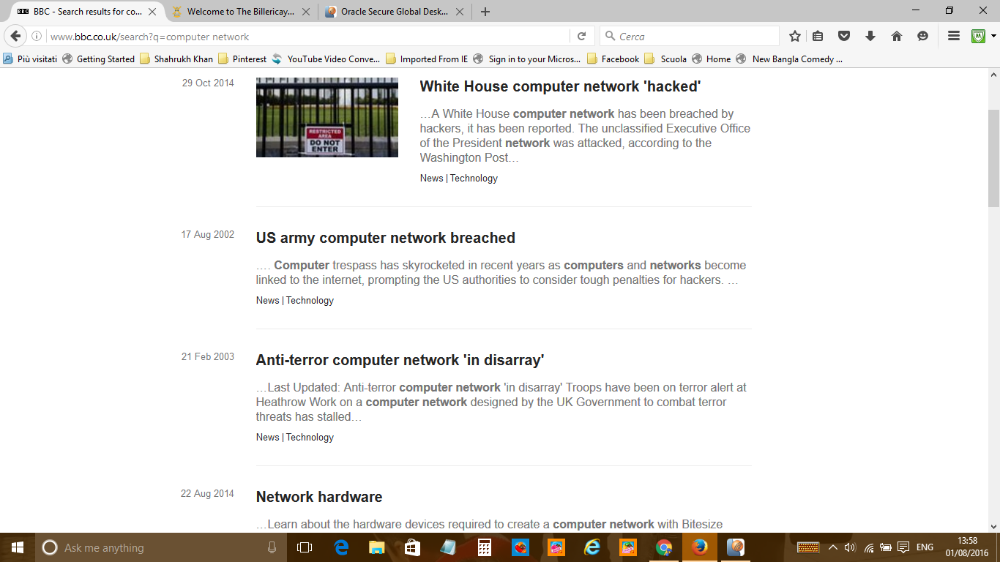 BBC - Search results for co...
Welcome to The Billericay...
Oracle Secure Global Desk...
www.bbc.co.uk/search?q=computer network
Cerca
Più visitati
Getting Started
Shahrukh Khan
Pinterest
YouTube Video Conve...
Imported From IE
Sign in to your Micros...
Facebook
Scuola
Home
New Bangla Comedy ...
29 Oct 2014
RESTRICTED
AREA
DO NOT
ENTER
White House computer network 'hacked'
…A White House computer network has been breached by
hackers, it has been reported. The unclassified Executive Office
of the President network was attacked, according to the
Washington Post…
News | Technology
17 Aug 2002
US army computer network breached
…. Computer trespass has skyrocketed in recent years as computers and networks become
linked to the internet, prompting the US authorities to consider tough penalties for hackers. …
News | Technology
21 Feb 2003
Anti-terror computer network 'in disarray'
…Last Updated: Anti-terror computer network 'in disarray' Troops have been on terror alert at
Heathrow Work on a computer network designed by the UK Government to combat terror
threats has stalled…
News | Technology
22 Aug 2014
Network hardware
…Learn about the hardware devices required to create a computer network with Bitesize
Ask me anything
ENG
13:58
01/08/2016